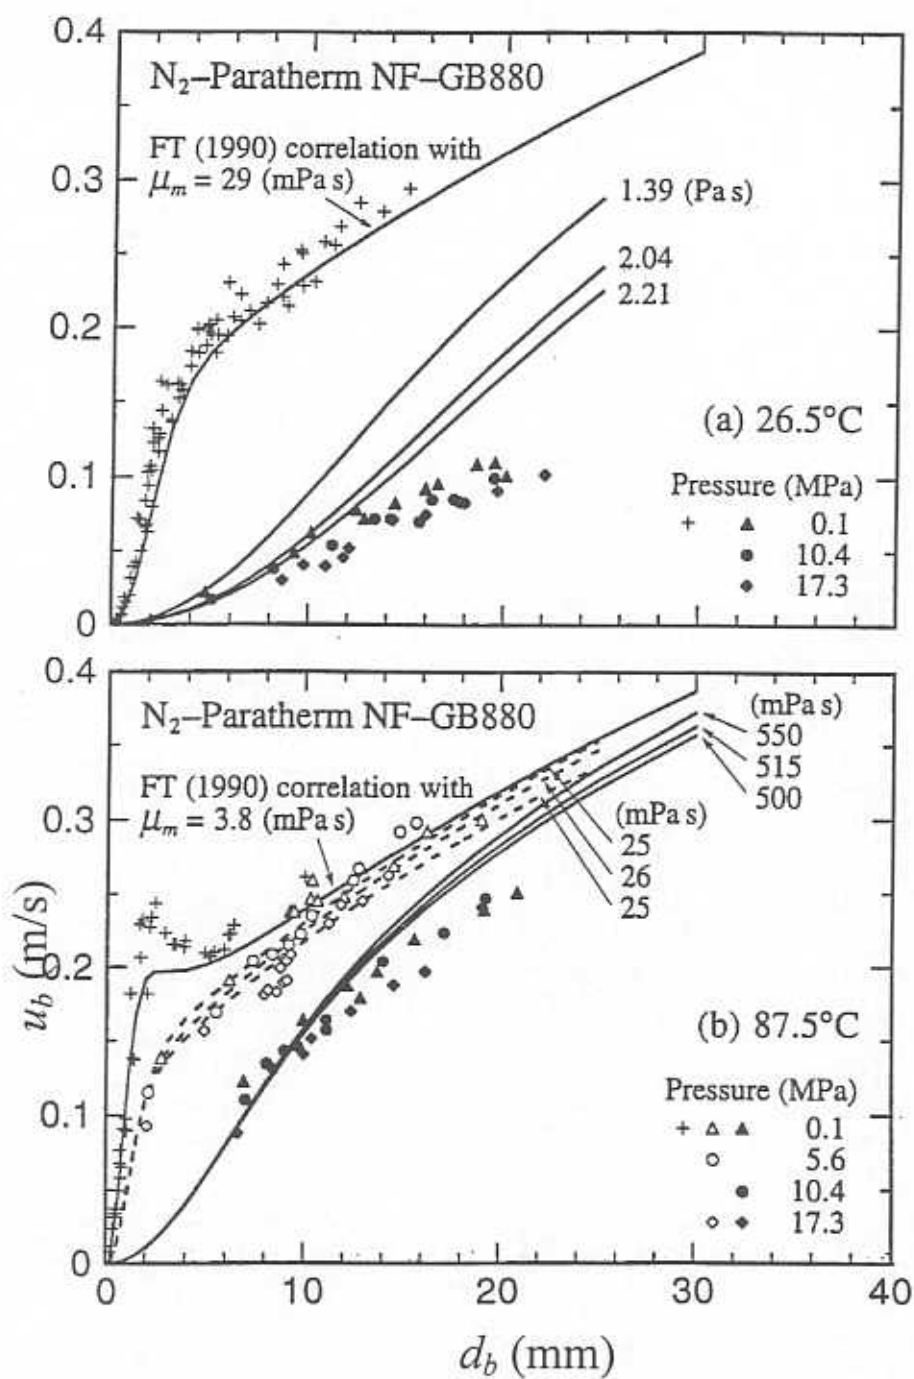 0.4
N₂–Paratherm NF–GB880
FT (1990) correlation with
μₘ = 29 (mPa s)
0.3
1.39 (Pa s)
2.04
2.21
0.2
(a) 26.5°C
0.1
Pressure (MPa)
+ ▲ 0.1
● 10.4
◆ 17.3
0
0.4
N₂–Paratherm NF–GB880
(mPa s)
550
515
500
FT (1990) correlation with
μₘ = 3.8 (mPa s)
0.3
(mPa s)
25
26
25
0.2
u_b (m/s)
(b) 87.5°C
Pressure (MPa)
0.1
+ △ ▲ 0.1
○ 5.6
● 10.4
◇ ◆ 17.3
0
0 10 20 30 40
d_b (mm)